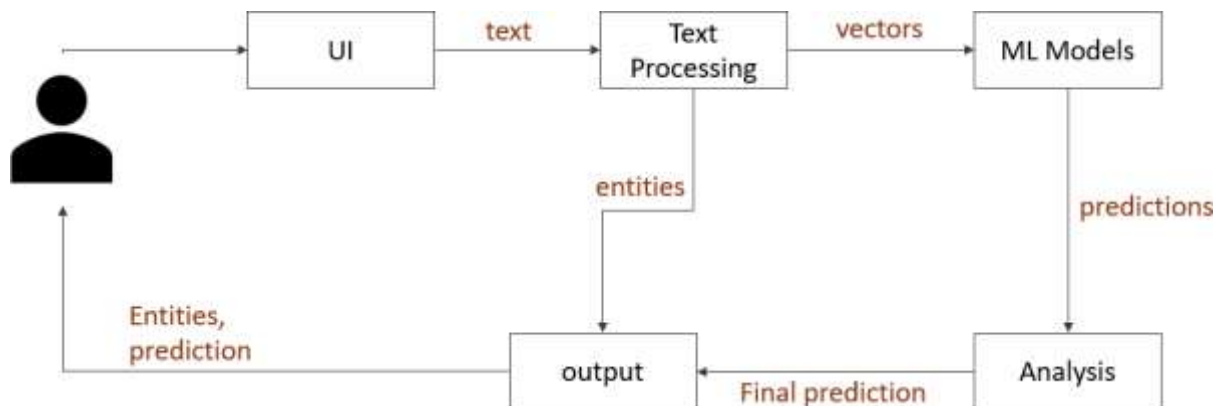 UI
text
Text
Processing
vectors
ML Models
entities
predictions
Entities,
prediction
output
Final prediction
Analysis